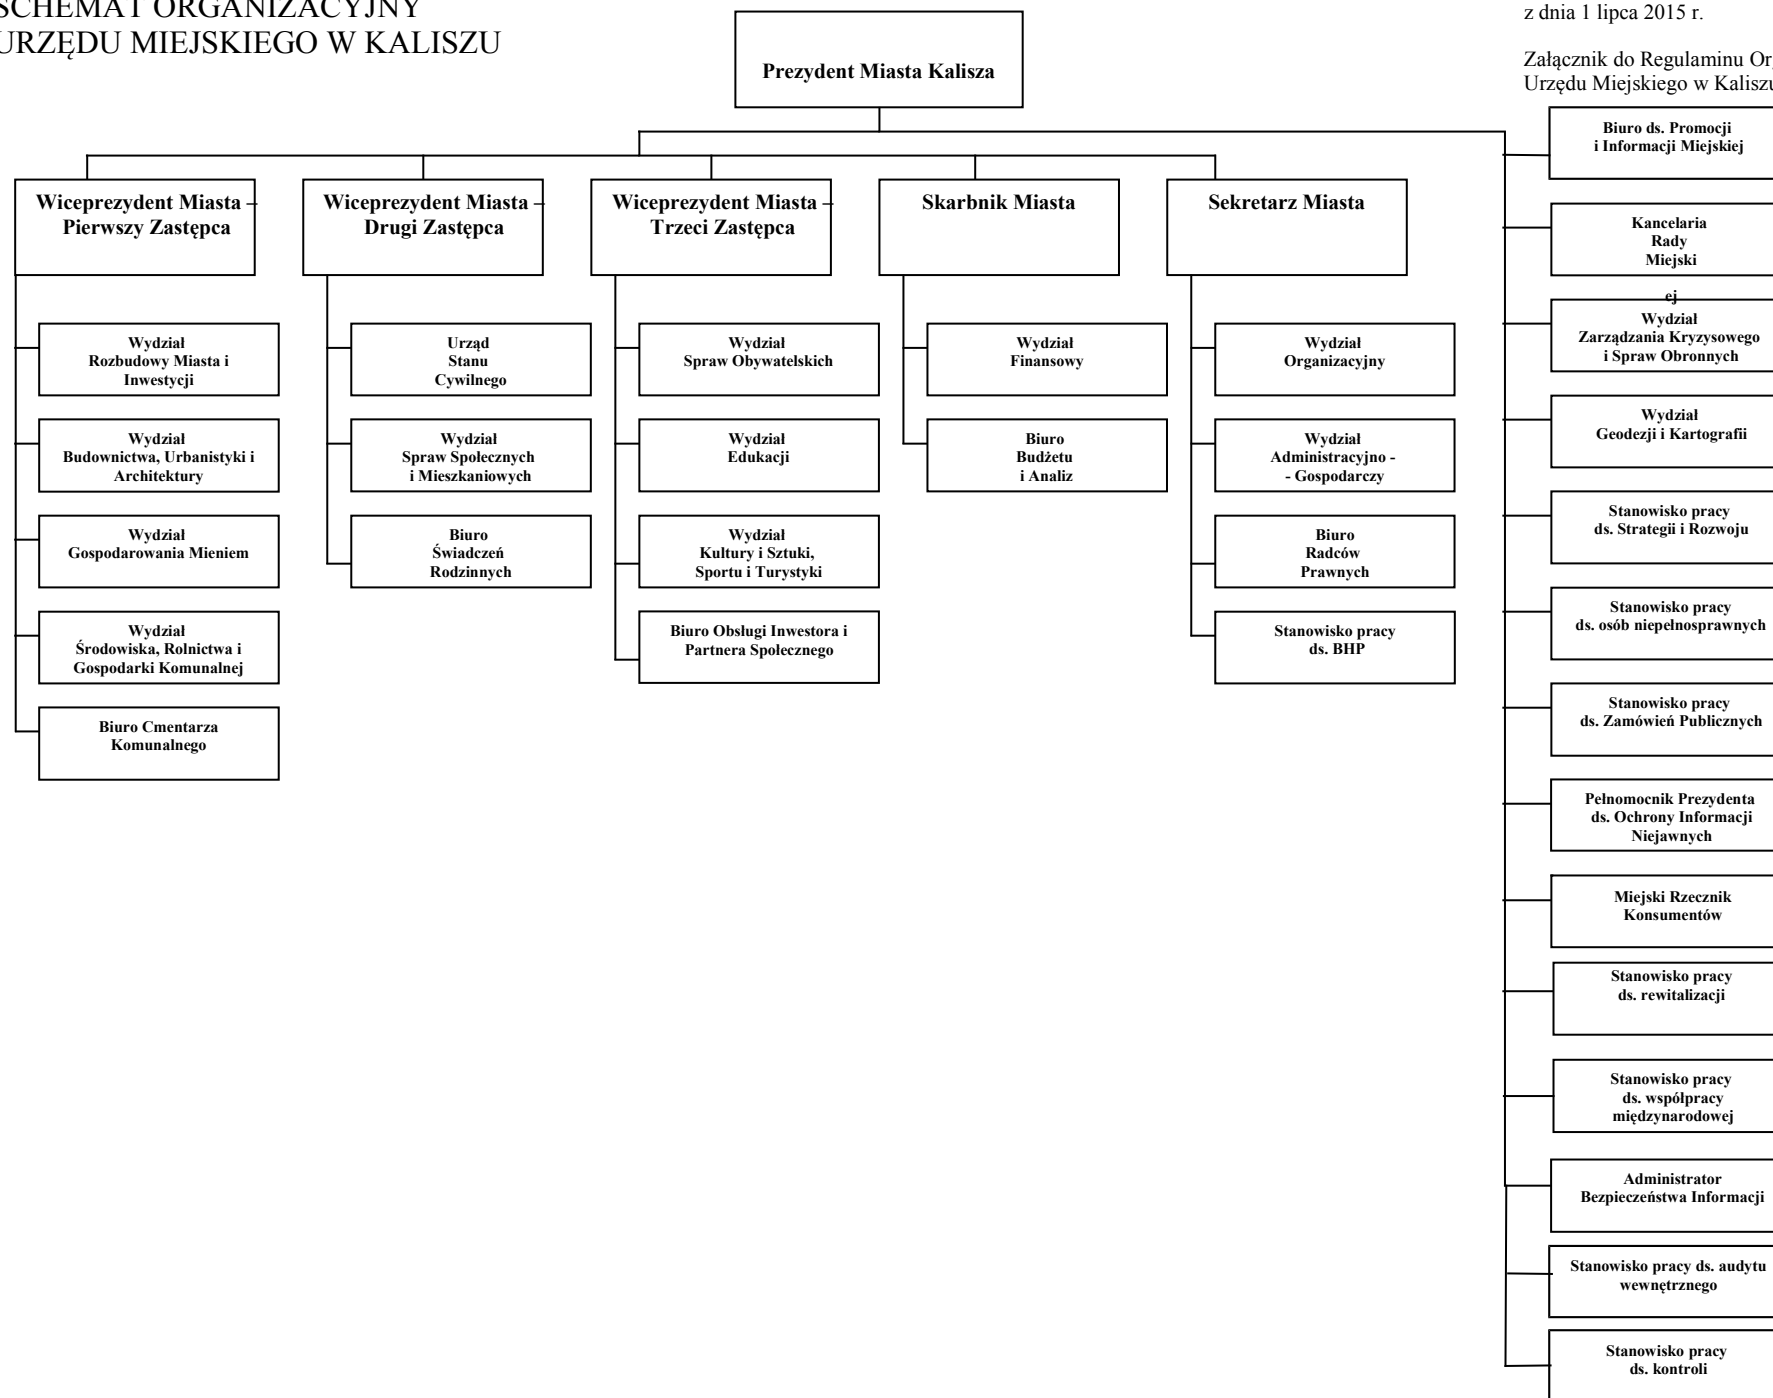 SCHEMAT ORGANIZACYJNY
URZĘDU MIEJSKIEGO W KALISZU
z dnia 1 lipca 2015 r.
Załącznik do Regulaminu
Urzędu Miejskiego w Kaliszu
Prezydent Miasta Kalisza
Wiceprezydent Miasta –
Pierwszy Zastępca
Wiceprezydent Miasta –
Drugi Zastępca
Wiceprezydent Miasta –
Trzeci Zastępca
Skarbnik Miasta
Sekretarz Miasta
Wydział
Rozbudowy Miasta i
Inwestycji
Wydział
Budownictwa, Urbanistyki i
Architektury
Wydział
Gospodarowania Mieniem
Wydział
Środowiska, Rolnictwa i
Gospodarki Komunalnej
Biuro Cmentarza
Komunalnego
Urząd
Stanu
Cywilnego
Wydział
Spraw Społecznych
i Mieszkaniowych
Biuro
Świadczeń
Rodzinnych
Wydział
Spraw Obywatelskich
Wydział
Edukacji
Wydział
Kultury i Sztuki,
Sportu i Turystyki
Biuro Obsługi Inwestora i
Partnera Społecznego
Wydział
Finansowy
Biuro
Budżetu
i Analiz
Wydział
Organizacyjny
Wydział
Administracyjno -
- Gospodarczy
Biuro
Radców
Prawnych
Stanowisko pracy
ds. BHP
Biuro ds. Promocji
i Informacji Miejskiej
Kancelaria
Rady
Miejski
ej
Wydział
Zarządzania Kryzysowego
i Spraw Obronnych
Wydział
Geodezji i Kartografii
Stanowisko pracy
ds. Strategii i Rozwoju
Stanowisko pracy
ds. osób niepełnosprawnych
Stanowisko pracy
ds. Zamówień Publicznych
Pełnomocnik Prezydenta
ds. Ochrony Informacji
Niejawnych
Miejski Rzecznik
Konsumentów
Stanowisko pracy
ds. rewitalizacji
Stanowisko pracy
ds. współpracy
międzynarodowej
Administrator
Bezpieczeństwa Informacji
Stanowisko pracy ds. audytu
wewnętrznego
Stanowisko pracy
ds. kontroli